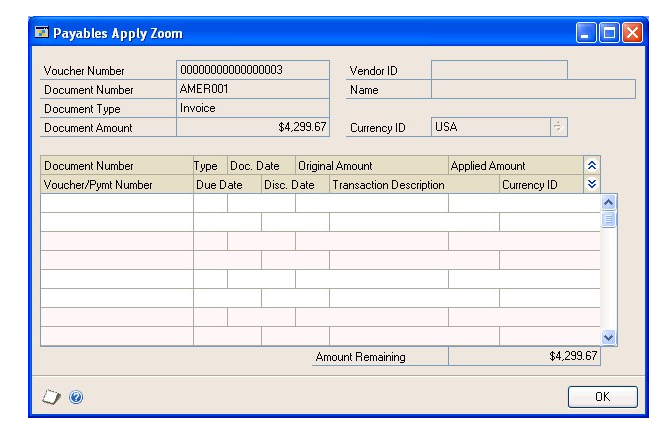 Payables Apply Zoom
Voucher Number 00000000000000003 Vendor ID
Document Number AMER001 Name
Document Type Invoice
Document Amount $4,299.67 Currency ID USA
Document Number Type Doc. Date Original Amount Applied Amount
Voucher/Pymt Number Due Date Disc. Date Transaction Description Currency ID
Amount Remaining $4,299.67
OK